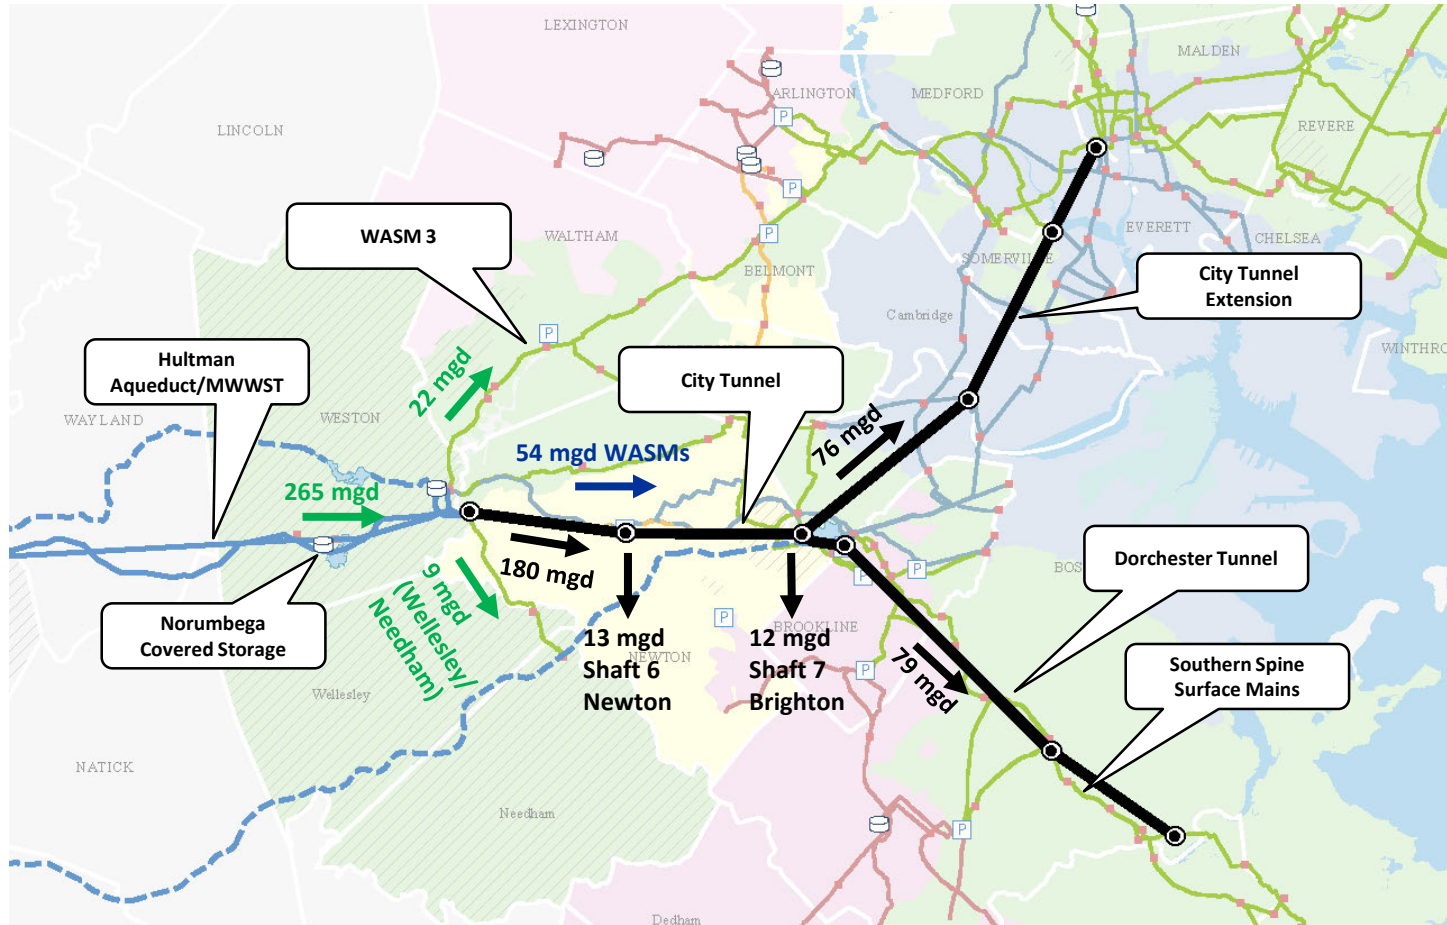 LEXINGTON
MALDEN
ARLINGTON
MEDFORD
REVERE
LINCOLN
WASM 3
WALTHAM
EVERETT
CHELSEA
SOMERVILLE
BELMONT
City Tunnel
Extension
Cambridge
WINTHRO
Hultman
Aqueduct/MWWST
City Tunnel
22 mgd
WAYLAND
WESTON
76 mgd
54 mgd WASMs
265 mgd
180 mgd
9 mgd
(Wellesley/
Needham)
BOS
Dorchester Tunnel
Norumbega
Covered Storage
13 mgd
Shaft 6
Newton
NEWTON
12 mgd
Shaft 7
Brighton
BROOKLINE
79 mgd
Southern Spine
Surface Mains
Wellesley
NATICK
Needham
Dedham
P
P
P
P
P
P
P
P
P